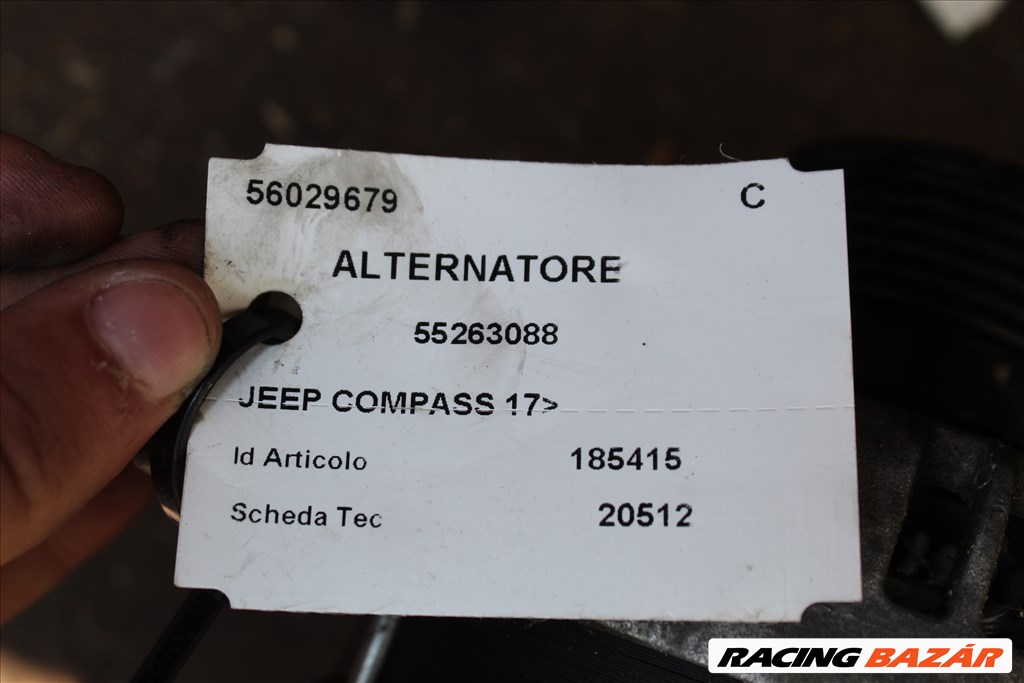 56029679 C
ALTERNATORE
55263088
JEEP COMPASS 17>
Id Articolo 185415
Scheda Tec 20512
RACING BAZÁR